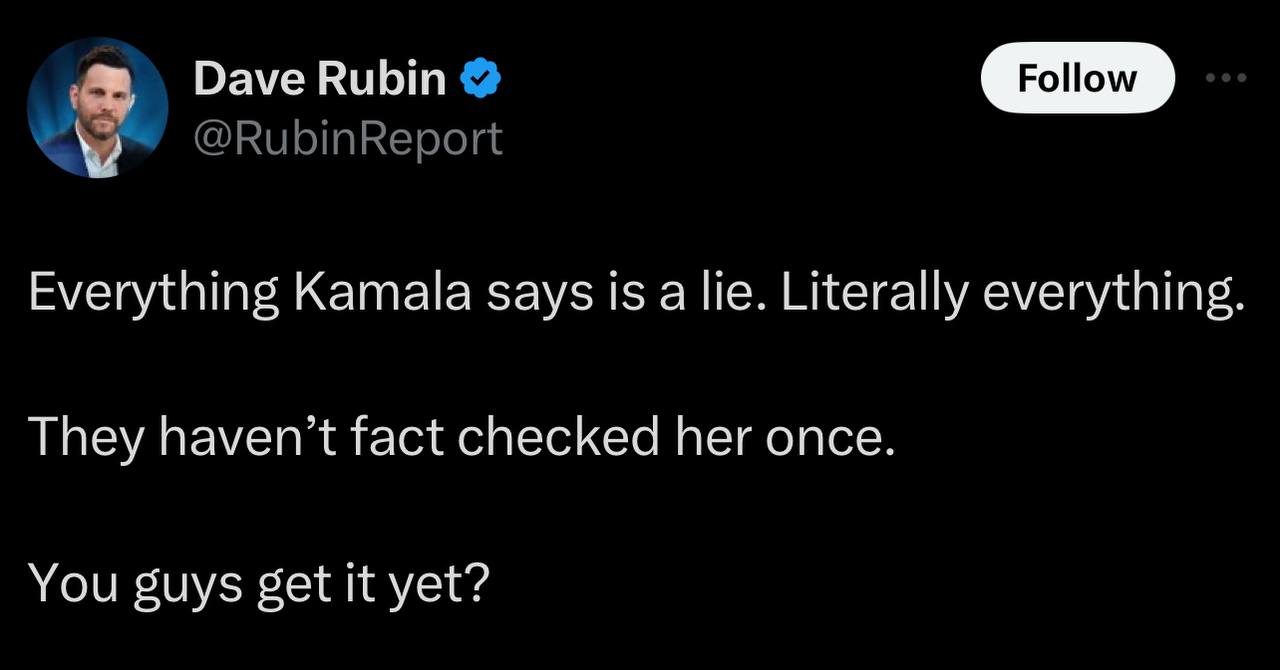 Dave Rubin
Follow
@RubinReport
Everything Kamala says is a lie. Literally everything.
They haven’t fact checked her once.
You guys get it yet?